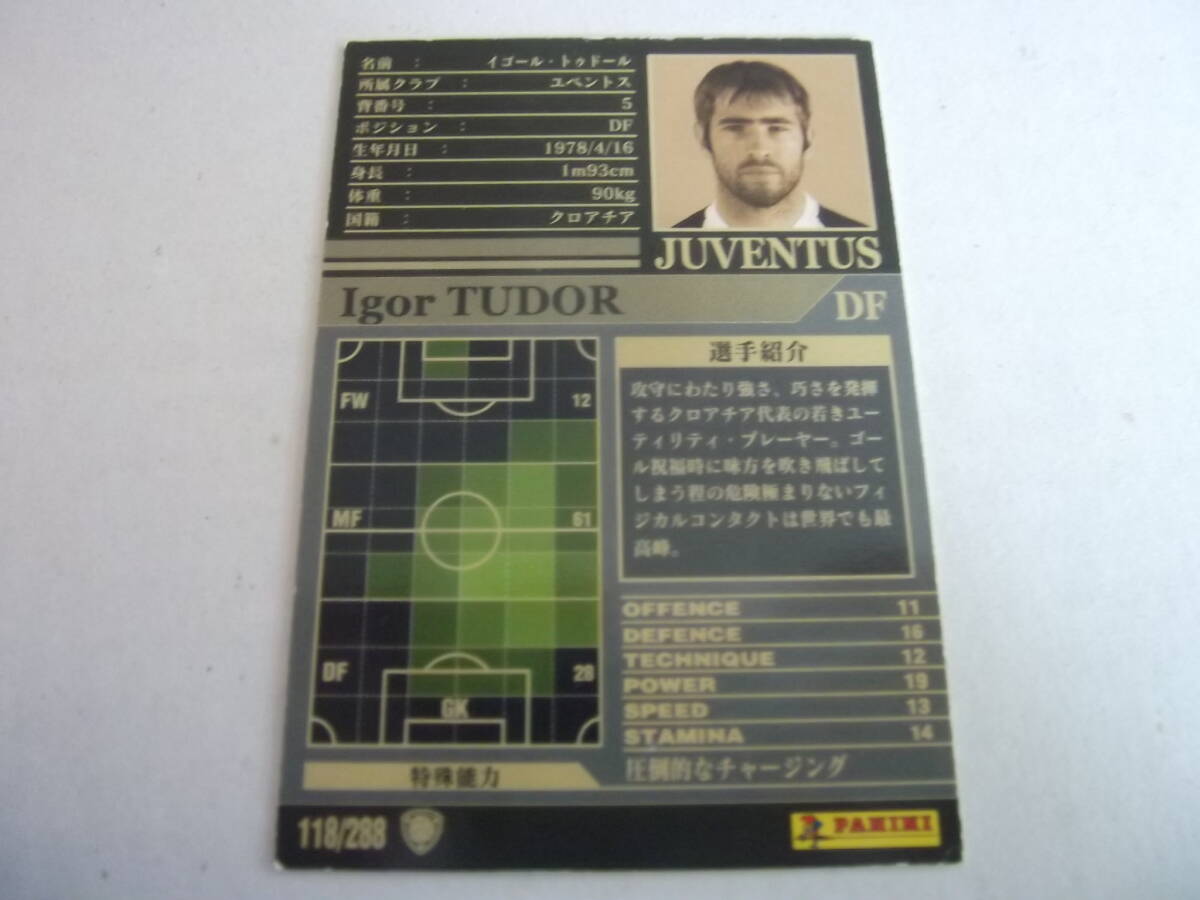 名前 : イゴール・トゥドール
所属クラブ : ユベントス
背番号 : 5
ポジション : DF
生年月日 : 1978/4/16
身長 : 1m93cm
体重 : 90kg
国籍 : クロアチア
JUVENTUS
Igor TUDOR
DF
FW 12
MF 61
DF 28
GK
選手紹介
攻守にわたり強さ、巧さを発揮
するクロアチア代表の若きユー
ティリティ・プレーヤー。ゴー
ル祝福時に味方を吹き飛ばして
しまう程の危険極まりないフィ
ジカルコンタクトは世界でも最
高峰。
OFFENCE 11
DEFENCE 16
TECHNIQUE 12
POWER 19
SPEED 13
STAMINA 14
特殊能力 圧倒的なチャージング
118/288
PANINI